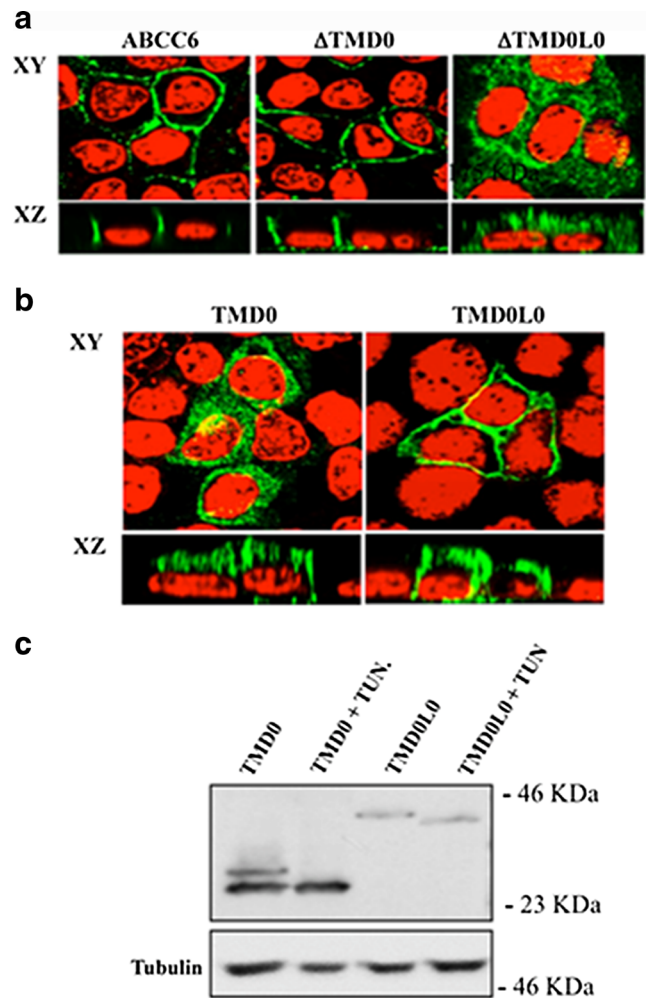 a
ABCC6 ΔTMD0 ΔTMD0L0
XY
XZ
b
TMD0 TMD0L0
XY
XZ
c
TMD0
TMD0 + TUN.
TMD0L0
TMD0L0 + TUN
- 46 KDa
- 23 KDa
Tubulin
- 46 KDa